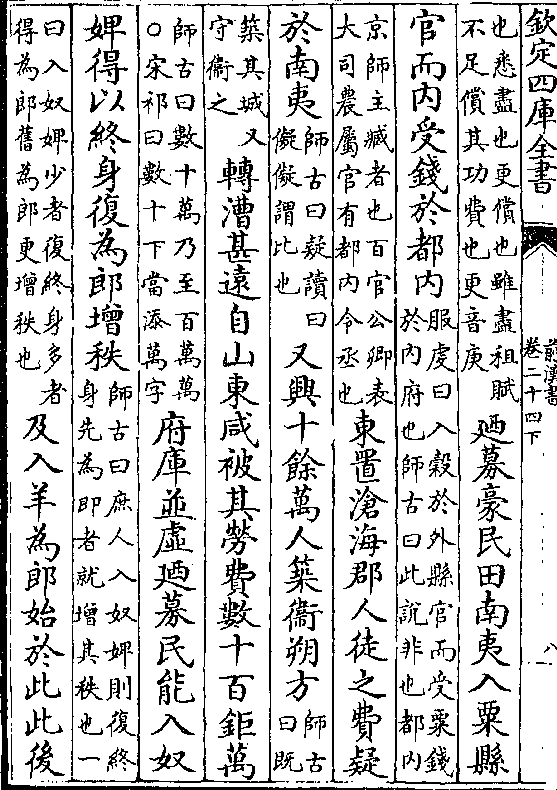 欽定四庫全書
前漢書
卷二十四下
八
也悉盡也更償也雖盡租賦
不足償其功費也更音庚
廼募豪民田南夷入粟縣
官而内受錢於都内
服虔曰入穀於外縣官而受粟錢
於内府也師古曰此說非也都内
京師主臧者也百官公卿表
大司農屬官有都内令丞也
東置滄海郡人徒之費疑
於南夷
師古曰疑讀曰
儗儗謂比也
又興十餘萬人築衞朔方
師古
曰既
築其城又
守衞之
轉漕甚遠自山東咸被其勞費數十百鉅萬
師古曰數十萬乃至百萬萬
○宋祁曰數十下當添萬字
府庫並虛廼募民能入奴
婢得以終身復為郎增秩
師古曰庶人入奴婢則復終
身先為即者就增其秩也一
曰入奴婢少者復終身多者
得為郎舊為郎更增秩也
及入羊為郎始於此此後